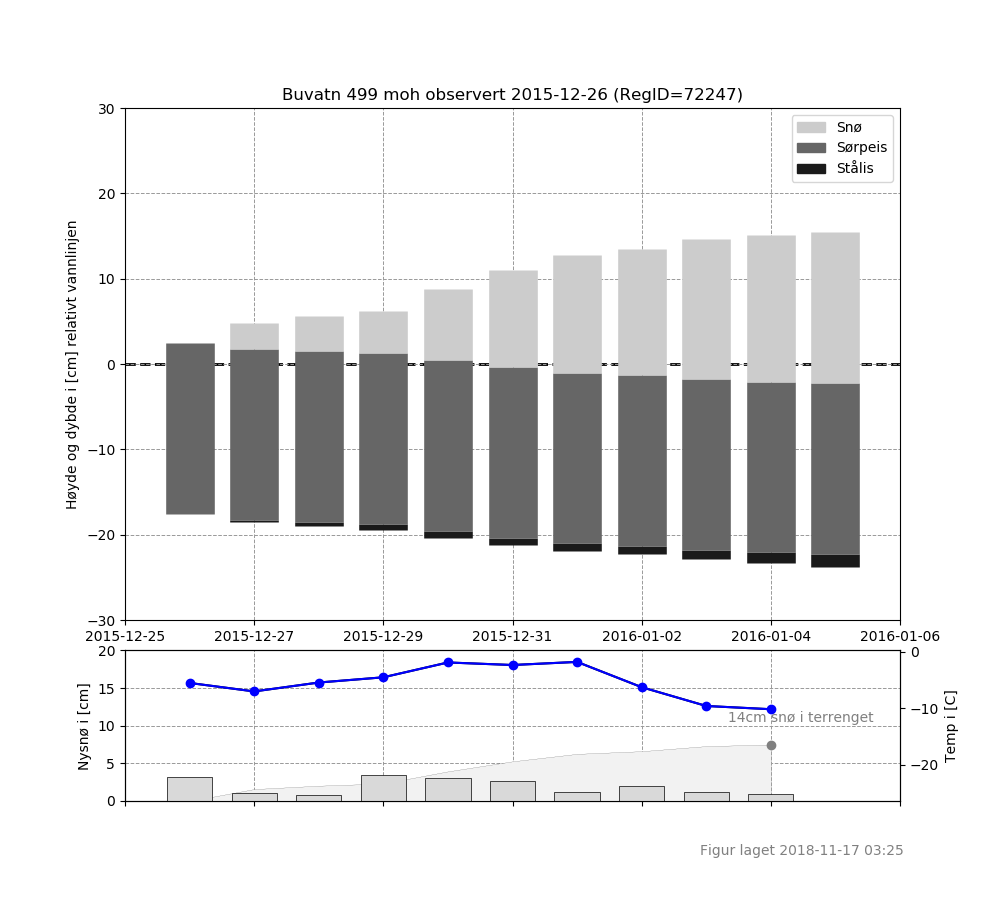 Buvatn 499 moh observert 2015-12-26 (RegID=72247)
Høyde og dybde i [cm] relativt vannlinjen
30
20
10
0
−10
−20
−30
Snø
Sørpeis
Stålis
2015-12-25 2015-12-27 2015-12-29 2015-12-31 2016-01-02 2016-01-04 2016-01-06
Nysnø i [cm]
20
15
10
5
0
14cm snø i terrenget
0
−10
−20
Temp i [C]
Figur laget 2018-11-17 03:25